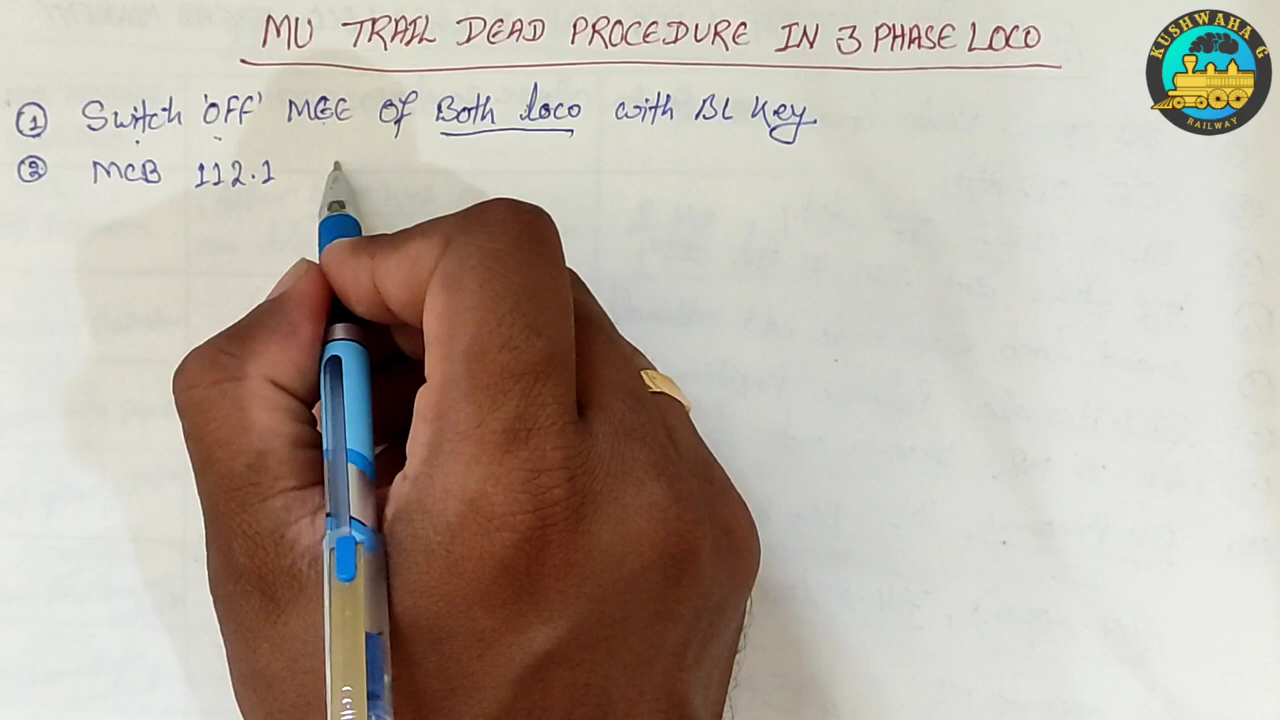 MU TRAIL DEAD PROCEDURE IN 3 PHASE LOCO
① Switch 'OFF' MCE OF Both loco with BL Key
② MCB 112.1
KUSHWAHA G
RAILWAY